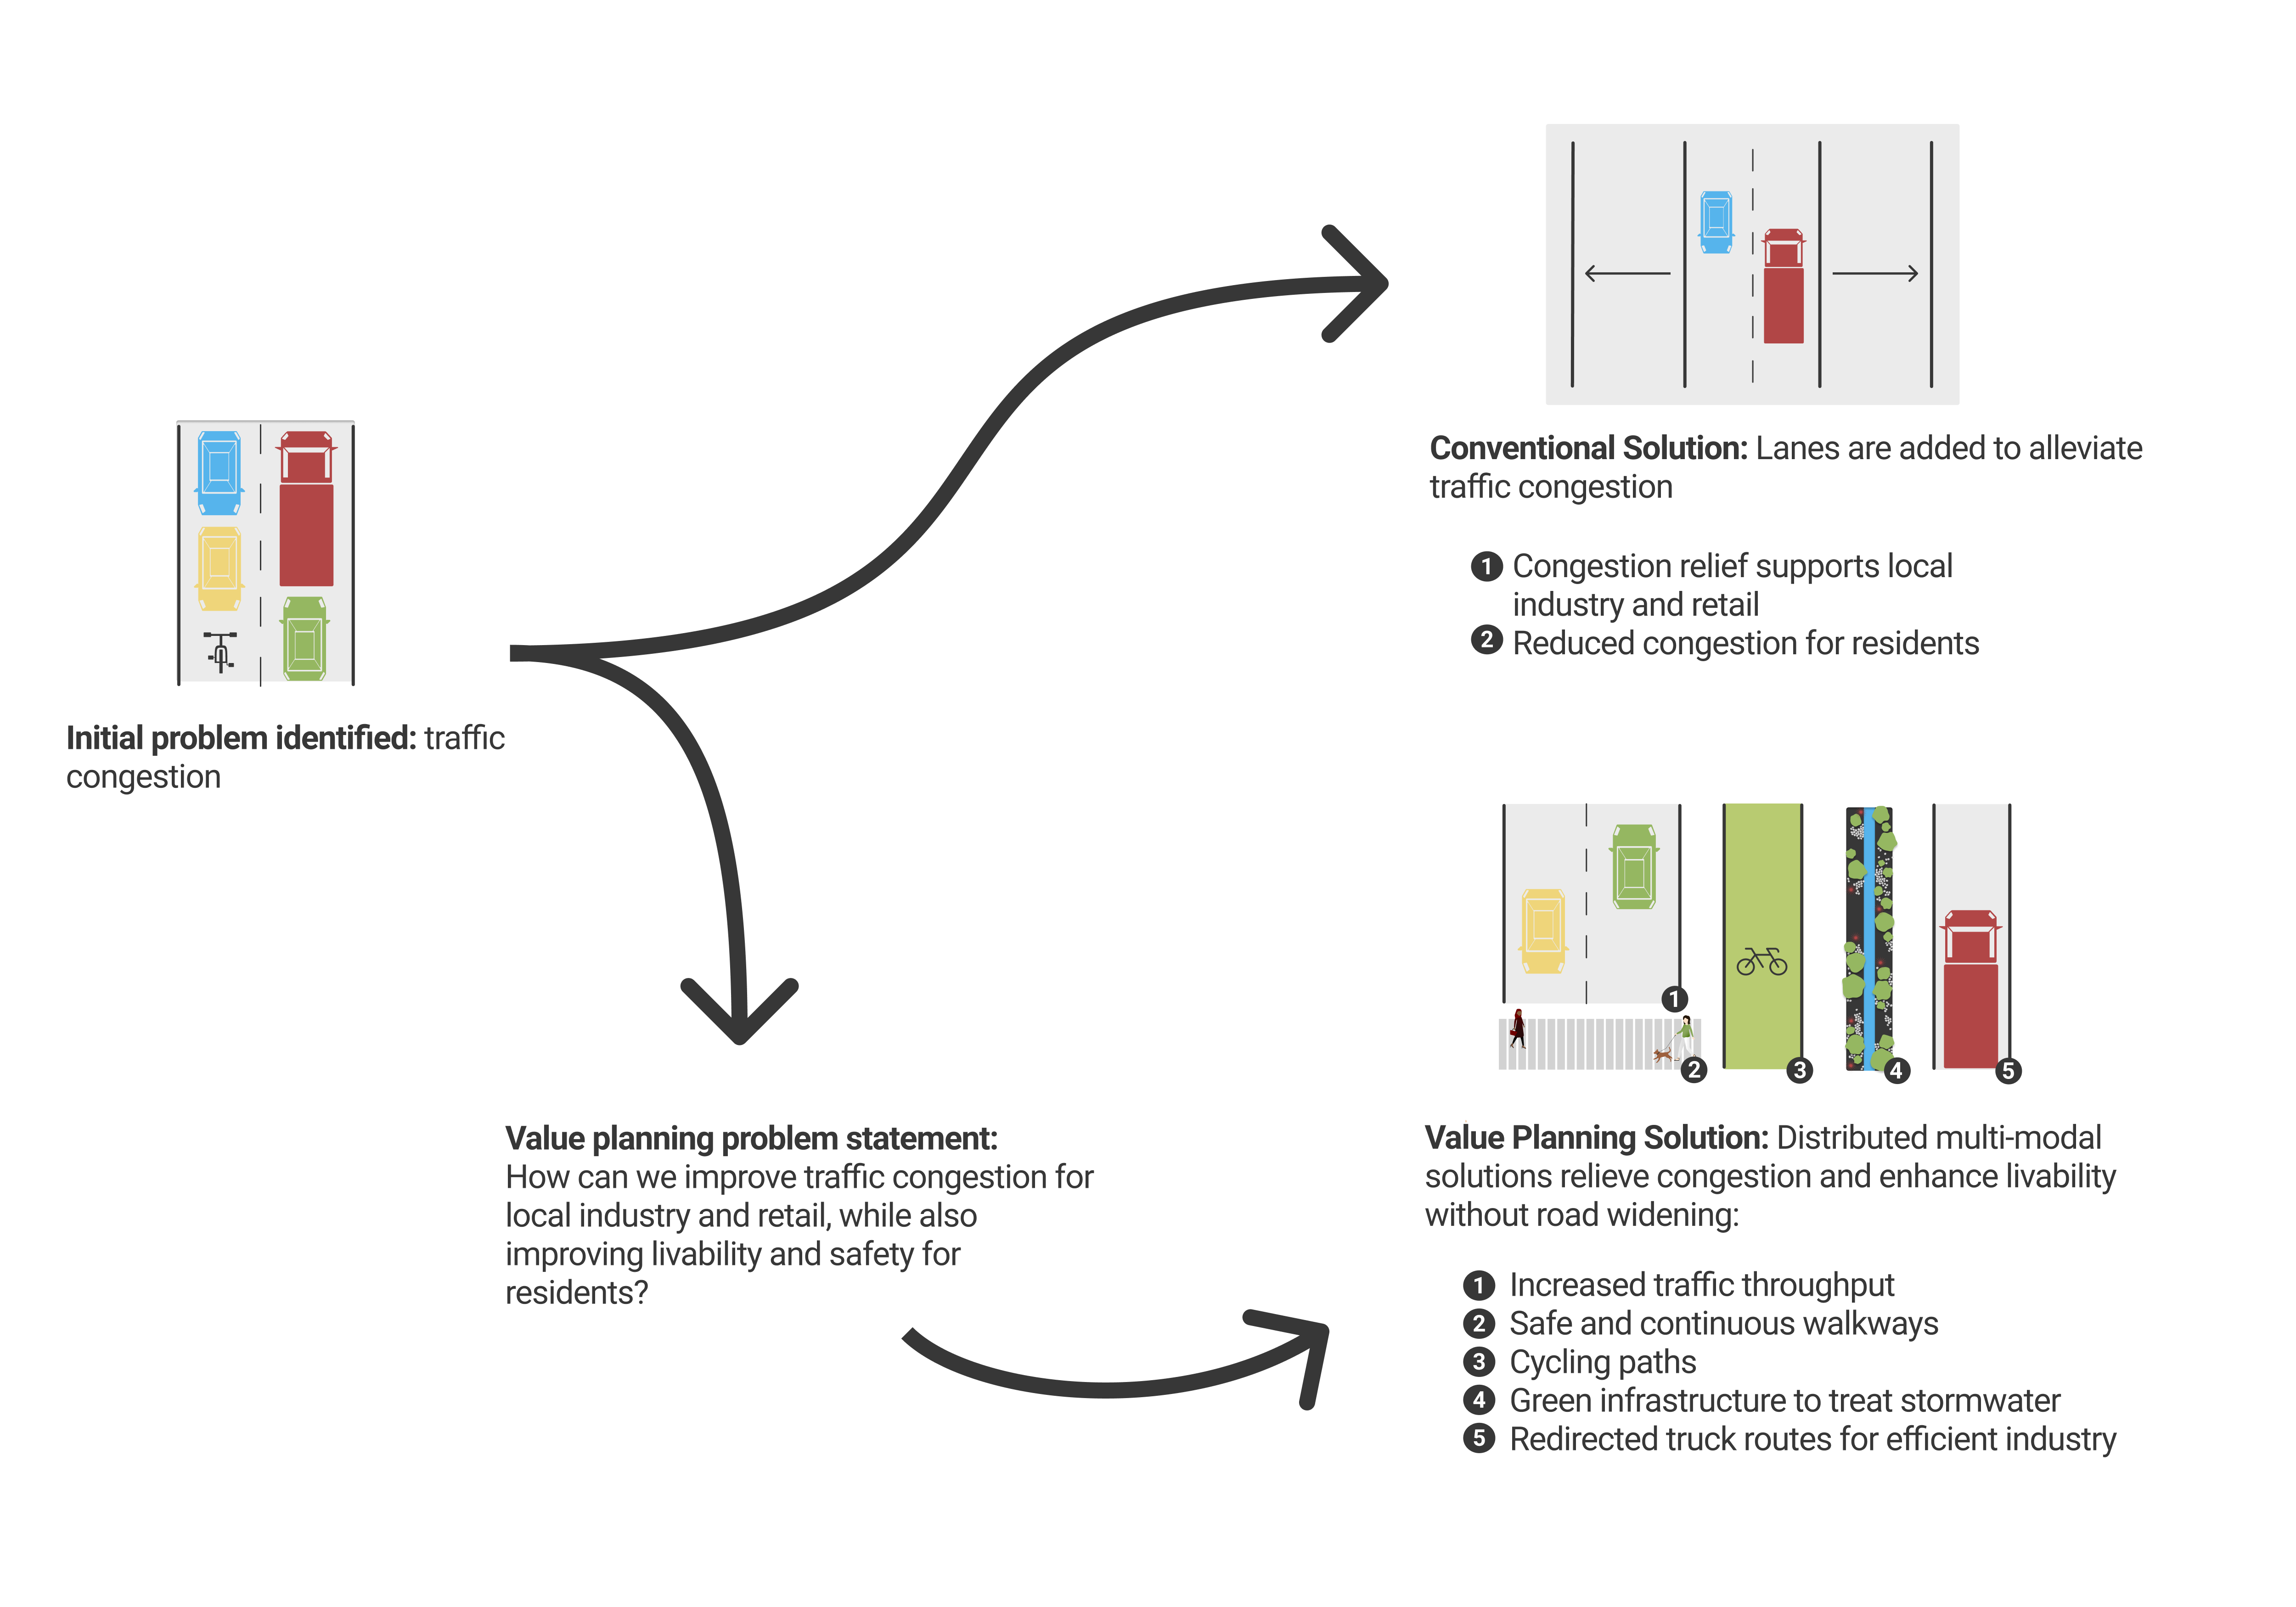 Initial problem identified: traffic
congestion
Conventional Solution: Lanes are added to alleviate
traffic congestion
1 Congestion relief supports local
industry and retail
2 Reduced congestion for residents
Value planning problem statement:
How can we improve traffic congestion for
local industry and retail, while also
improving livability and safety for
residents?
1
2
3
4
5
Value Planning Solution: Distributed multi-modal
solutions relieve congestion and enhance livability
without road widening:
1 Increased traffic throughput
2 Safe and continuous walkways
3 Cycling paths
4 Green infrastructure to treat stormwater
5 Redirected truck routes for efficient industry